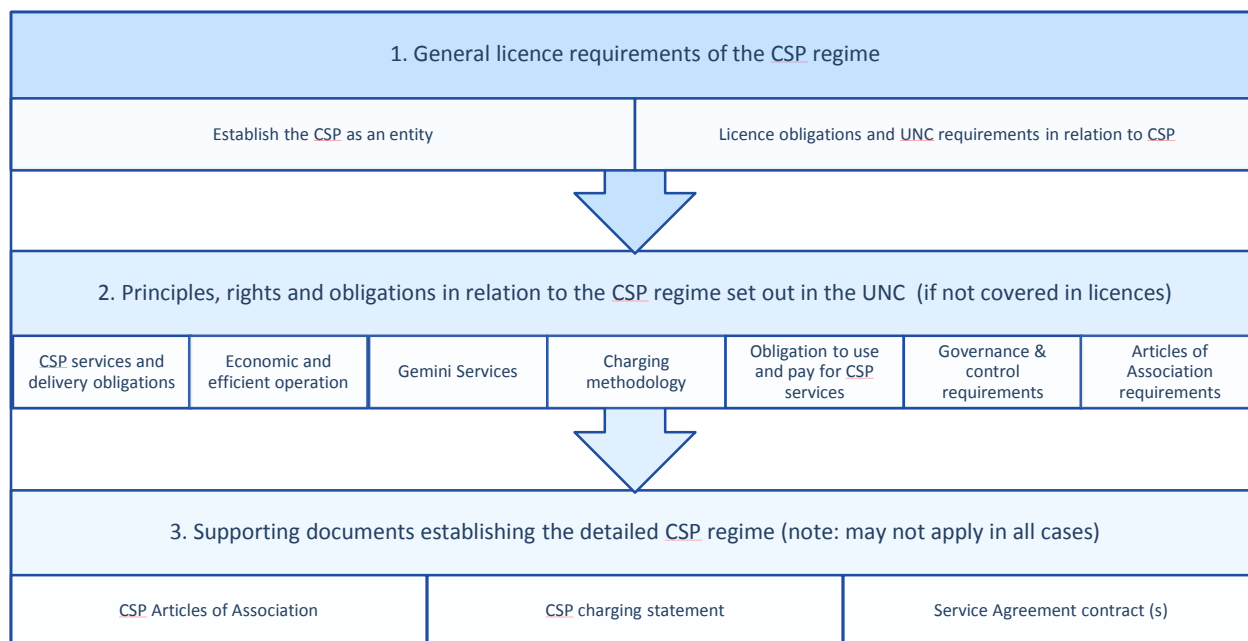 1. General licence requirements of the CSP regime
Establish the CSP as an entity
Licence obligations and UNC requirements in relation to CSP
2. Principles, rights and obligations in relation to the CSP regime set out in the UNC  (if not covered in licences)
CSP services and
delivery obligations
Economic and
efficient operation
Gemini Services
Charging
methodology
Obligation to use
and pay for CSP
services
Governance &
control
requirements
Articles of
Association
requirements
3. Supporting documents establishing the detailed CSP regime (note: may not apply in all cases)
CSP Articles of Association
CSP charging statement
Service Agreement contract (s)